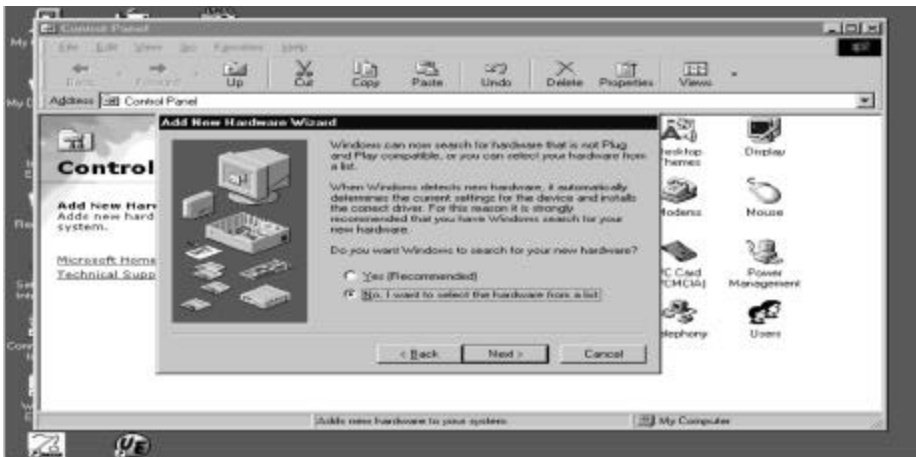 Control Panel
File Edit View Go Favorites Help
Back Forward Up Cut Copy Paste Undo Delete Properties Views
Address Control Panel
Add New Hardware Wizard
Windows can now search for hardware that is not Plug
and Play compatible, or you can select your hardware from
a list.
When Windows detects new hardware, it automatically
determines the current settings for the device and installs
the correct driver. For this reason it is strongly
recommended that you have Windows search for your
new hardware.
Do you want Windows to search for your new hardware?
Yes (Recommended)
No, I want to select the hardware from a list
< Back Next > Cancel
Control
Add New Har
Adds new hard
system.
Microsoft Home
Technical Supp
Themes
Display
Modems
Mouse
PC Card
(PCMCIA)
Power
Management
Telephony
Users
Adds new hardware to your system
My Computer